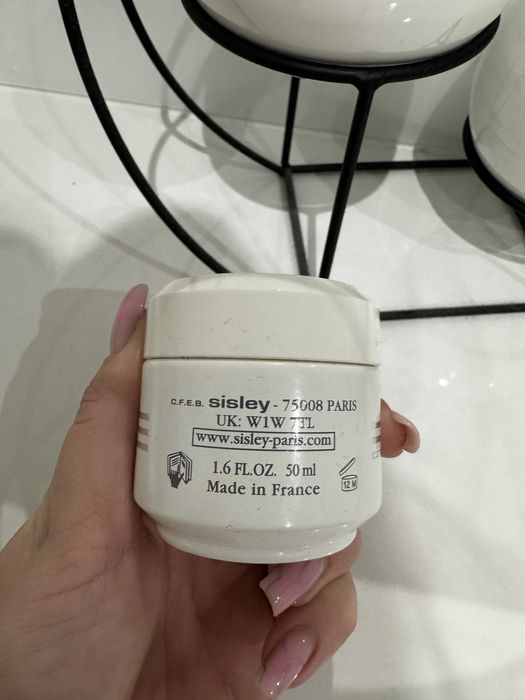 C.F.E.B. sisley - 75008 PARIS
UK: W1W 7TL
www.sisley-paris.com
1.6 FL.OZ. 50 ml
Made in France
12 M